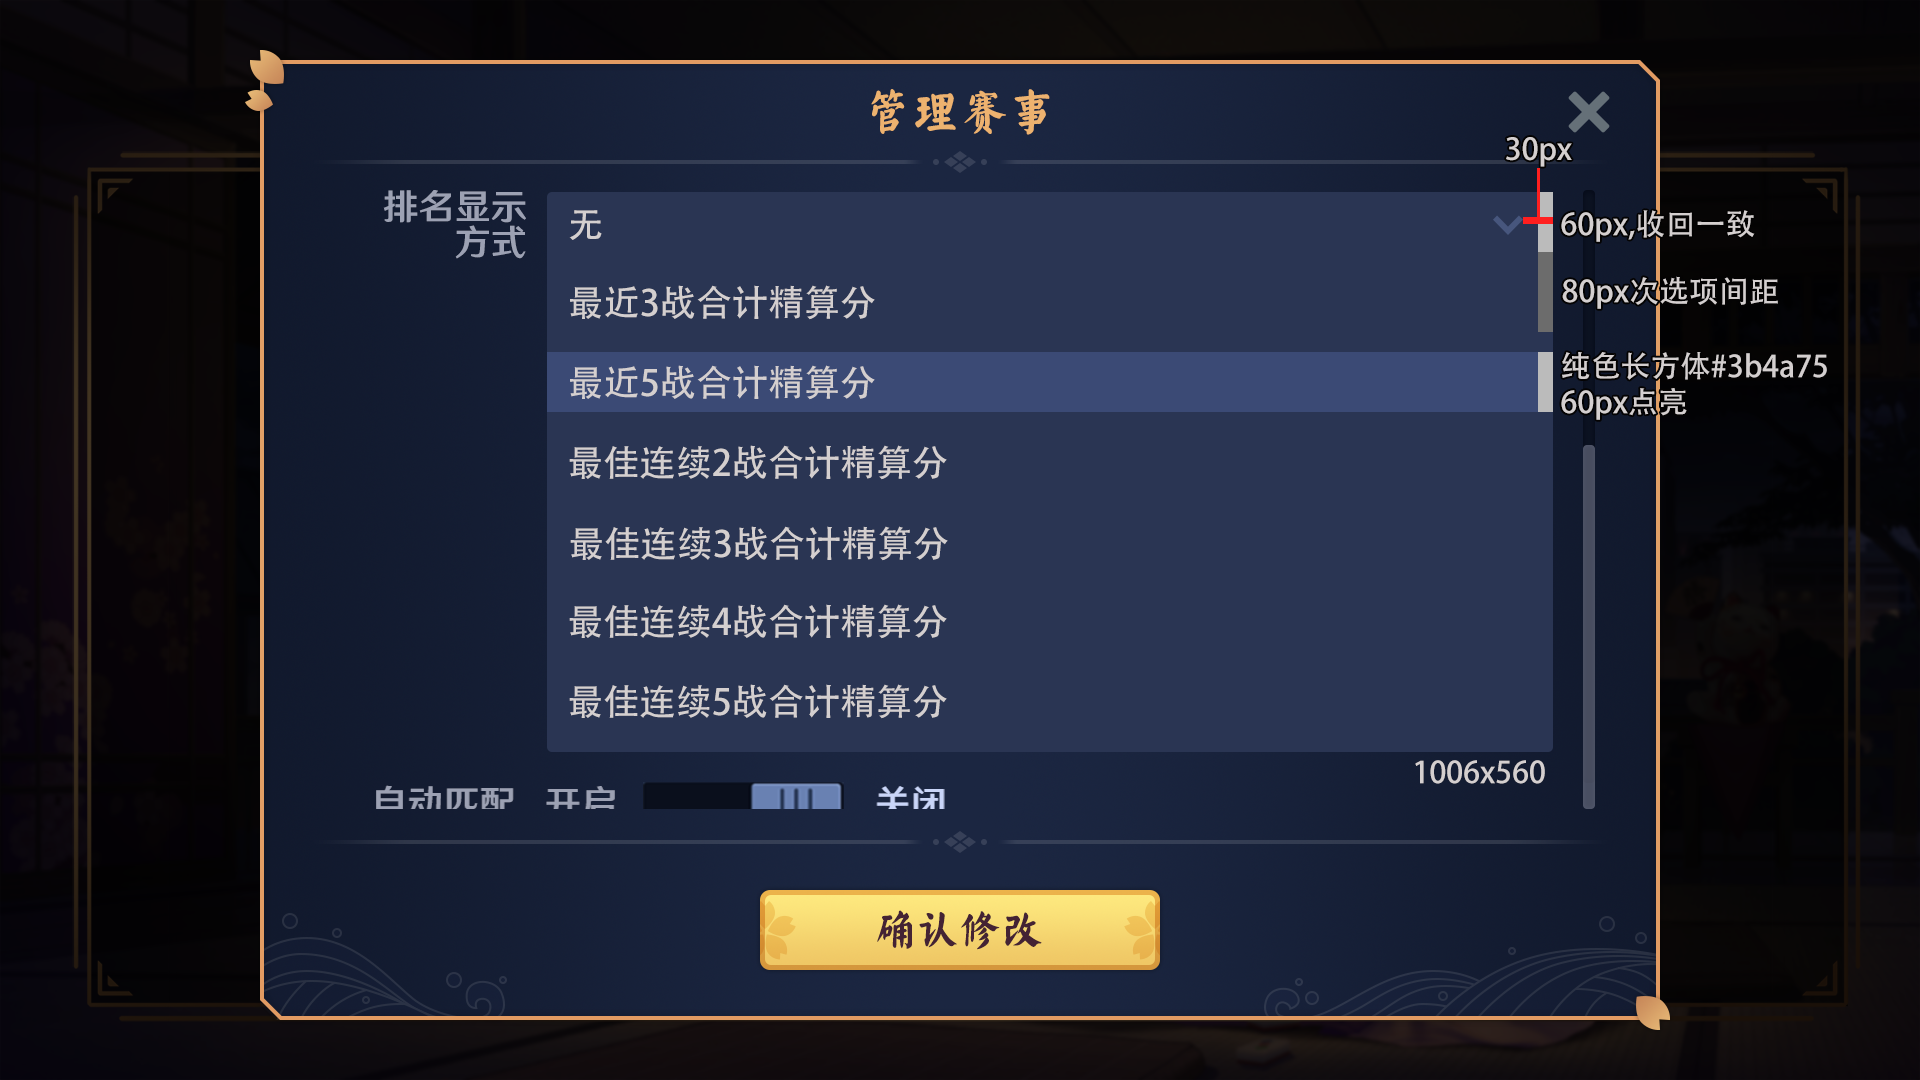 管理赛事
30px
排名显示
方式
无
60px,收回一致
最近3战合计精算分
80px次选项间距
最近5战合计精算分
纯色长方体#3b4a75
60px点亮
最佳连续2战合计精算分
最佳连续3战合计精算分
最佳连续4战合计精算分
最佳连续5战合计精算分
1006x560
自动匹配 开启 关闭
确认修改